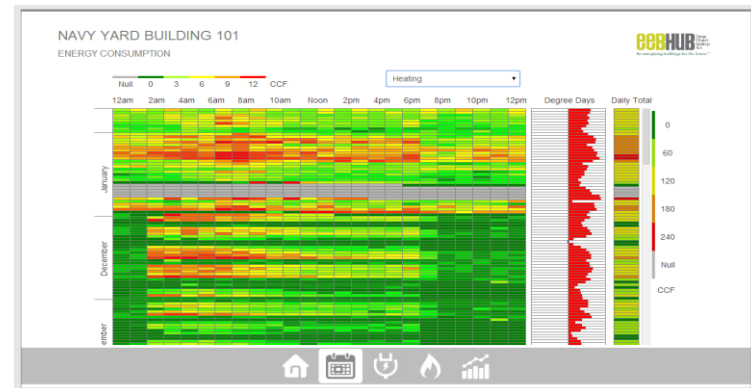 NAVY YARD BUILDING 101
ENERGY CONSUMPTION
eeBHUB
Null 0 3 6 9 12 CCF
Heating
12am 2am 4am 6am 8am 10am Noon 2pm 4pm 6pm 8pm 10pm 12pm Degree Days Daily Total
January
December
ember
0
60
120
180
240
Null
CCF